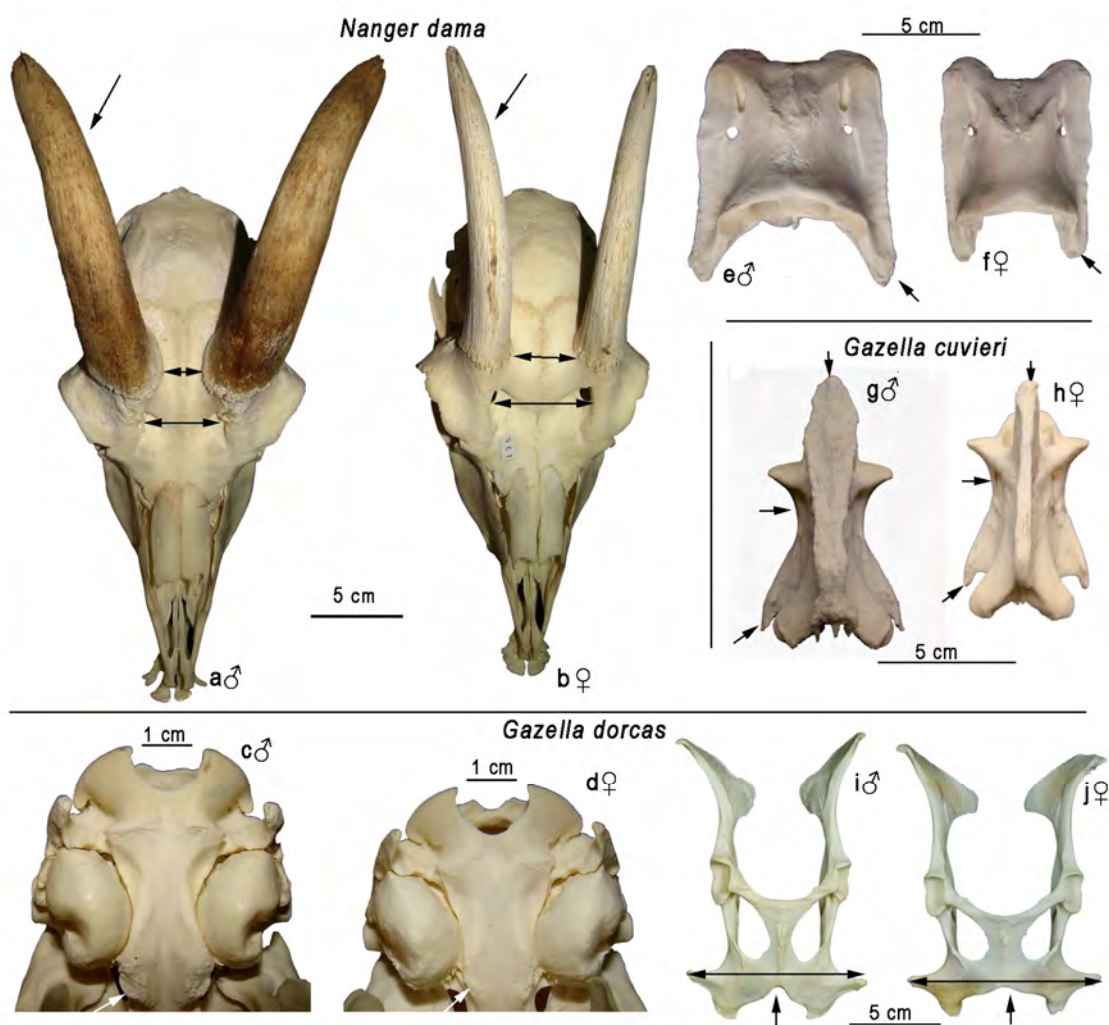 Nanger dama
5 cm
e♂
f♀
Gazella cuvieri
g♂
h♀
5 cm
5 cm
a♂
b♀
Gazella dorcas
1 cm
c♂
1 cm
d♀
i♂
j♀
5 cm